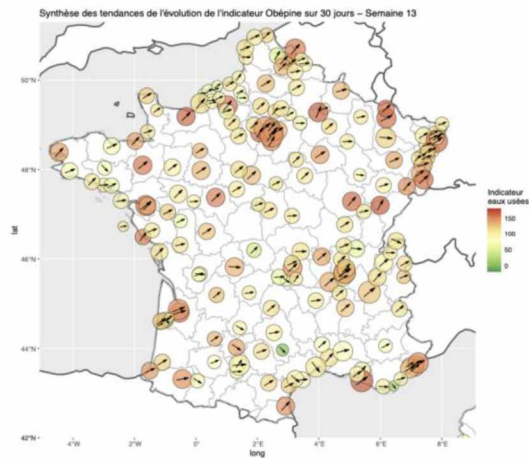 Synthèse des tendances de l'évolution de l'indicateur Obépine sur 30 jours – Semaine 13
50°N
48°N
46°N
44°N
42°N
lat
4°W
2°W
0°
2°E
4°E
6°E
8°E
long
Indicateur
eaux usées
150
100
50
0